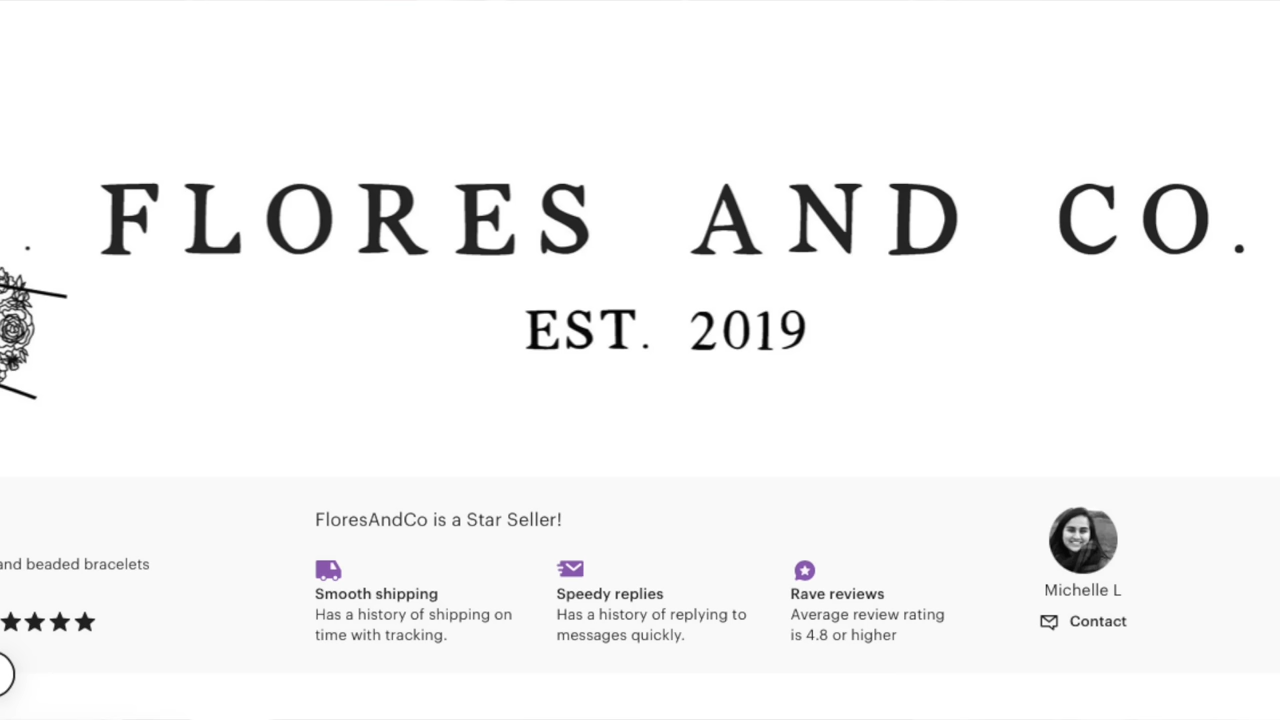 FLORES AND CO.
EST. 2019
FloresAndCo is a Star Seller!
and beaded bracelets
Smooth shipping
Has a history of shipping on
time with tracking.
Speedy replies
Has a history of replying to
messages quickly.
Rave reviews
Average review rating
is 4.8 or higher
Michelle L
Contact